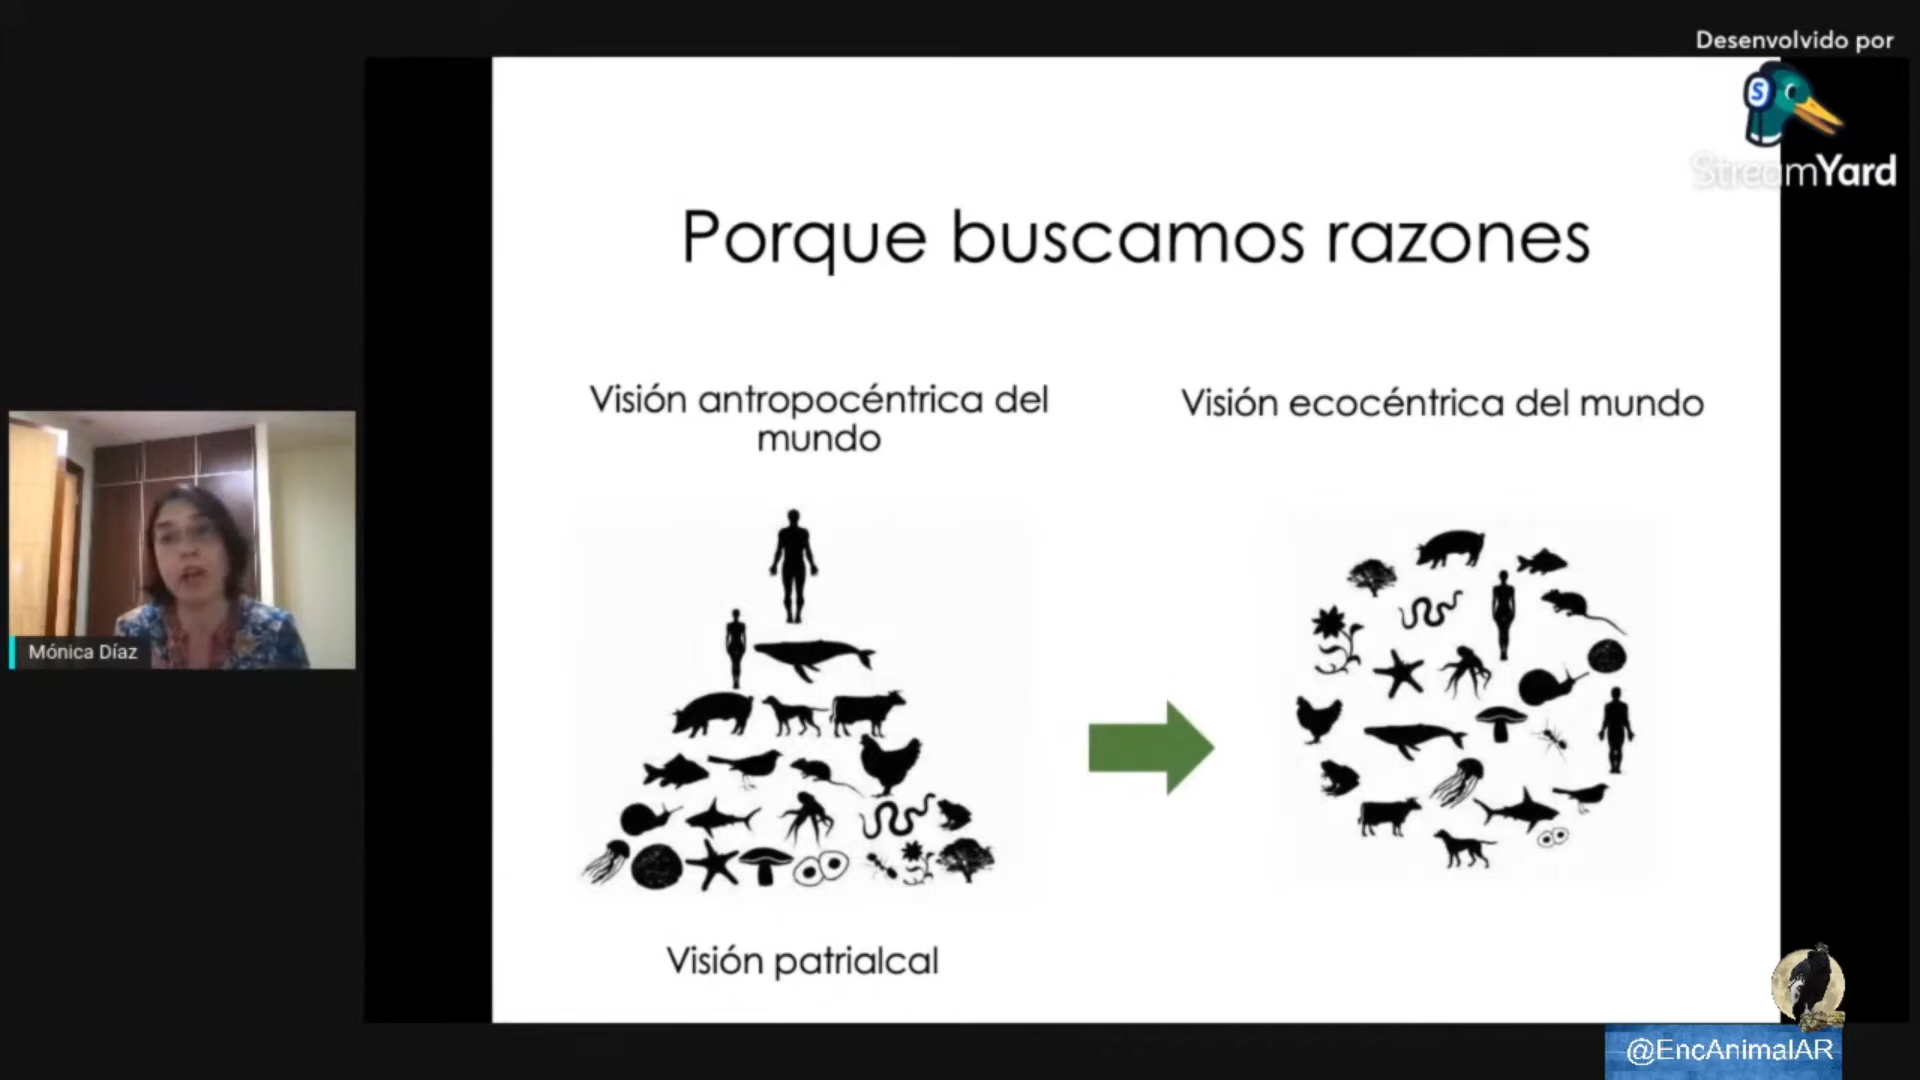 Desenvolvido por
StreamYard
Porque buscamos razones
Visión antropocéntrica del
mundo
Visión ecocéntrica del mundo
Mónica Díaz
Visión patrialcal
@EncAnimalAR